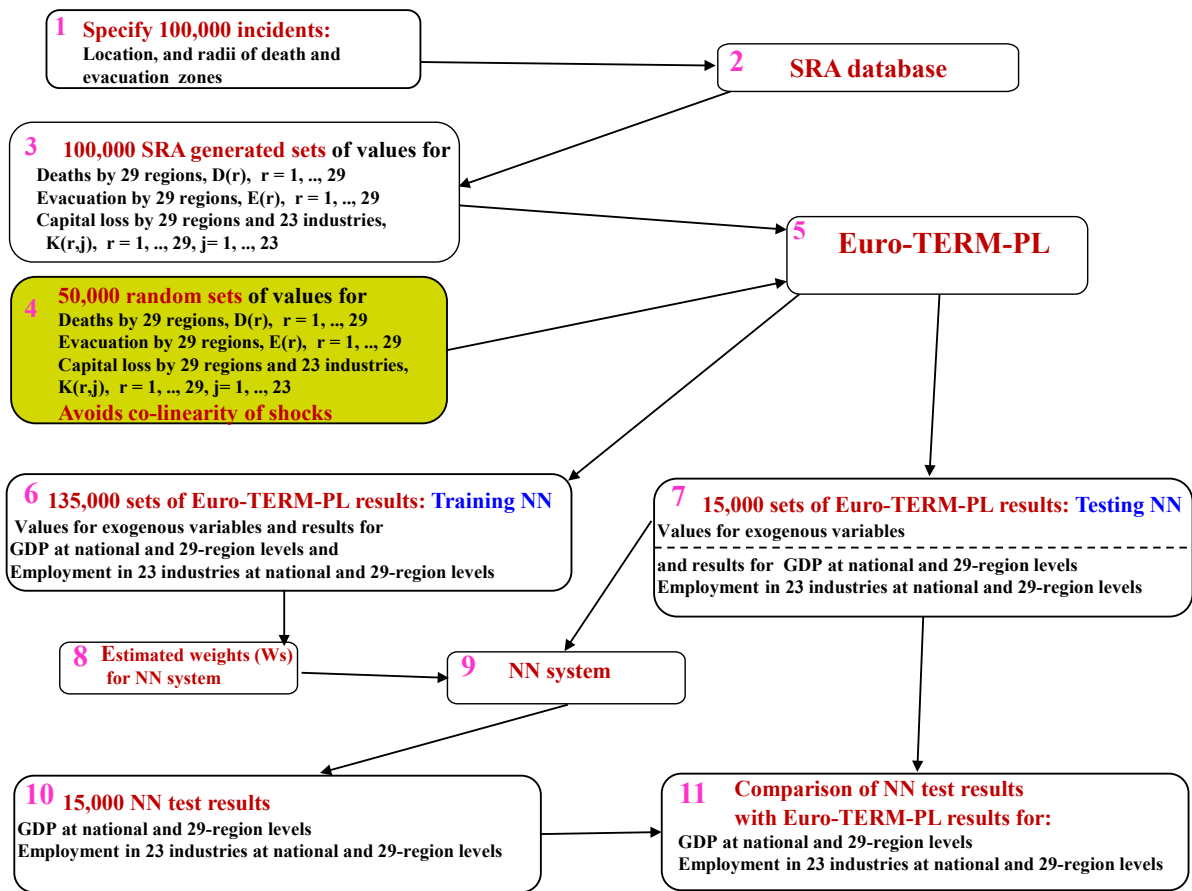 1 Specify 100,000 incidents:
Location, and radii of death and
evacuation zones
2 SRA database
3 100,000 SRA generated sets of values for
Deaths by 29 regions, D(r), r = 1, .., 29
Evacuation by 29 regions, E(r), r = 1, .., 29
Capital loss by 29 regions and 23 industries,
K(r,j), r = 1, .., 29, j= 1, .., 23
4 50,000 random sets of values for
Deaths by 29 regions, D(r), r = 1, .., 29
Evacuation by 29 regions, E(r), r = 1, .., 29
Capital loss by 29 regions and 23 industries,
K(r,j), r = 1, .., 29, j= 1, .., 23
Avoids co-linearity of shocks
5 Euro-TERM-PL
6 135,000 sets of Euro-TERM-PL results: Training NN
Values for exogenous variables and results for
GDP at national and 29-region levels and
Employment in 23 industries at national and 29-region levels
7 15,000 sets of Euro-TERM-PL results: Testing NN
Values for exogenous variables
and results for GDP at national and 29-region levels
Employment in 23 industries at national and 29-region levels
8 Estimated weights (Ws)
for NN system
9 NN system
10 15,000 NN test results
GDP at national and 29-region levels
Employment in 23 industries at national and 29-region levels
11 Comparison of NN test results
with Euro-TERM-PL results for:
GDP at national and 29-region levels
Employment in 23 industries at national and 29-region levels